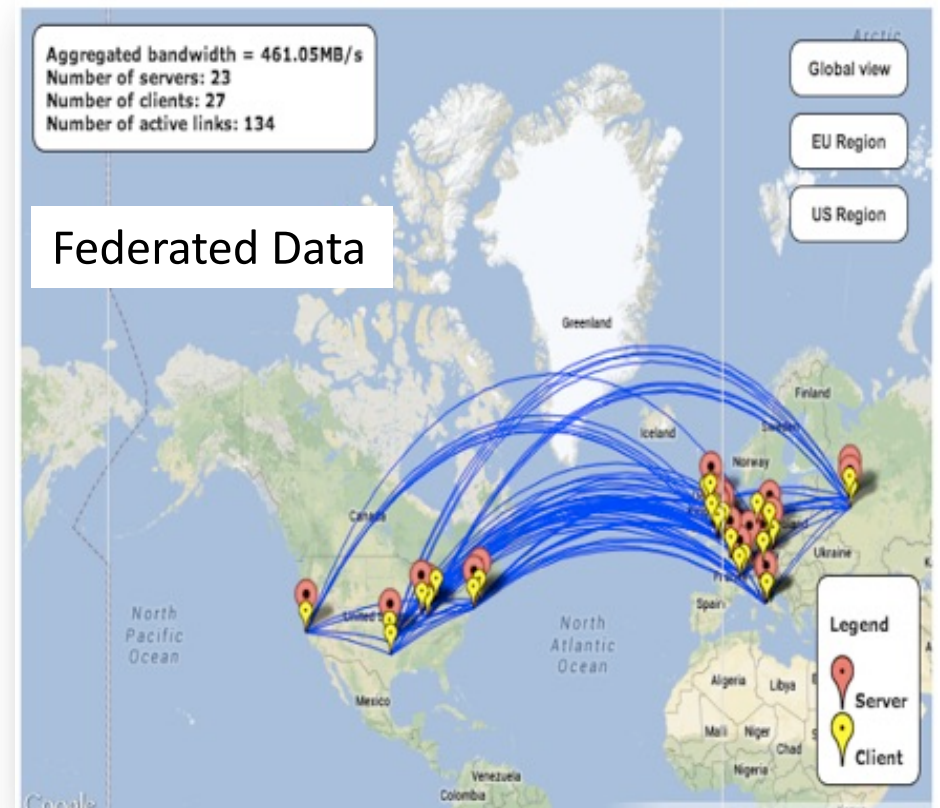 Aggregated bandwidth = 461.05MB/s
Number of servers: 23
Number of clients: 27
Number of active links: 134
Arctic
Global view
EU Region
US Region
Federated Data
Greenland
Finland
Sweden
Iceland
Norway
Canada
Ukraine
United
Spain
North
Pacific
Ocean
North
Atlantic
Ocean
Legend
Server
Client
Mexico
Algeria
Libya
Mali
Niger
Chad
Nigeria
Venezuela
Colombia
Google